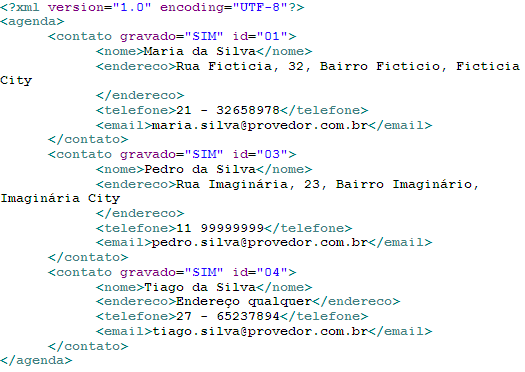 <?xml version="1.0" encoding="UTF-8"?>
<agenda>
<contato gravado="SIM" id="01">
<nome>Maria da Silva</nome>
<endereco>Rua Ficticia, 32, Bairro Ficticio, Ficticia
City
</endereco>
<telefone>21 - 32658978</telefone>
<email>maria.silva@provedor.com.br</email>
</contato>
<contato gravado="SIM" id="03">
<nome>Pedro da Silva</nome>
<endereco>Rua Imaginária, 23, Bairro Imaginário,
Imaginária City
</endereco>
<telefone>11 99999999</telefone>
<email>pedro.silva@provedor.com.br</email>
</contato>
<contato gravado="SIM" id="04">
<nome>Tiago da Silva</nome>
<endereco>Endereço qualquer</endereco>
<telefone>27 - 65237894</telefone>
<email>tiago.silva@provedor.com.br</email>
</contato>
</agenda>